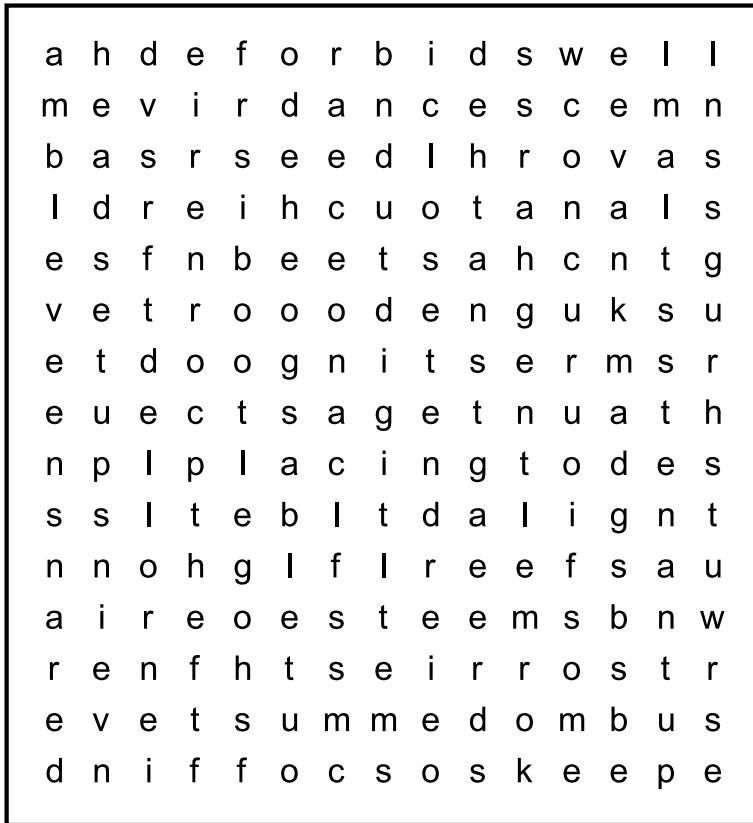 a h d e f o r b i d s w e l l
m e v i r d a n c e s c e m n
b a s r s e e d l h r o v a s
l d r e i h c u o t a n a l s
e s f n b e e t s a h c n t g
v e t r o o o d e n g u k s u
e t d o o g n i t s e r m s r
e u e c t s a g e t n u a t h
n p l p l a c i n g t o d e s
s s l t e b l t d a l i g n t
n n o h g l f l r e e f s a u
a i r e o e s t e e m s b n w
r e n f h t s e i r r o s t r
e v e t s u m m e d o m b u s
d n i f f o c s o s k e e p e